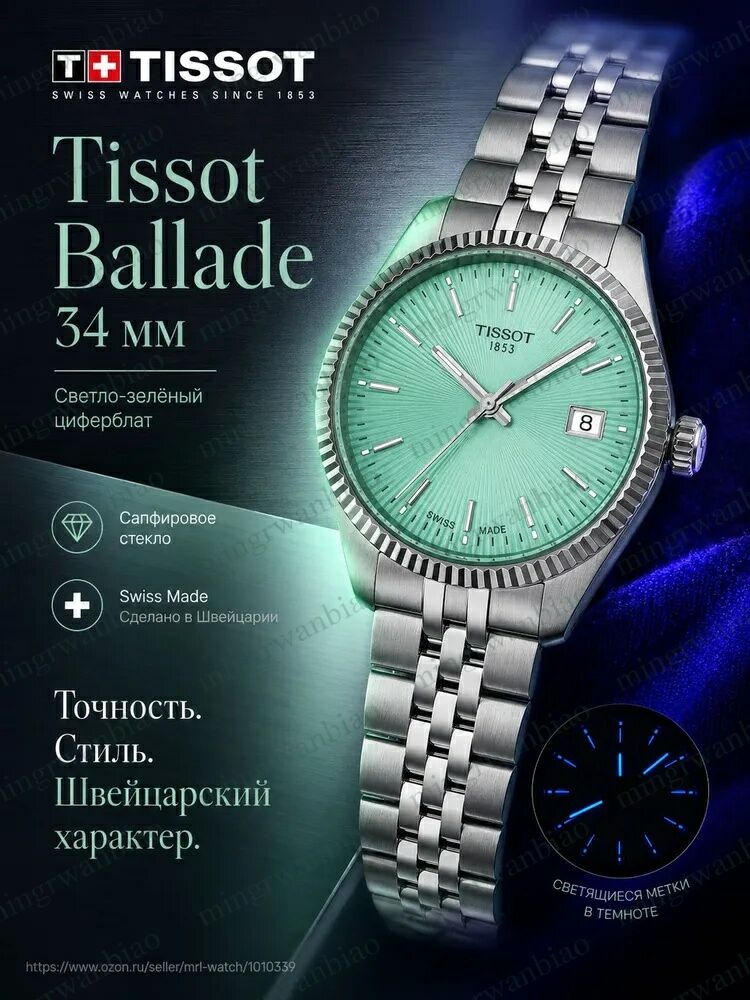 T+ TISSOT
SWISS WATCHES SINCE 1853
Tissot
Ballade
34 мм
Светло-зелёный
циферблат
TISSOT
1853
8
SWISS MADE
Сапфировое
стекло
Swiss Made
Сделано в Швейцарии
Точность.
Стиль.
Швейцарский
характер.
СВЕТЯЩИЕСЯ МЕТКИ
В ТЕМНОТЕ
https://www.ozon.ru/seller/mrl-watch/1010339
mingrwanbiao